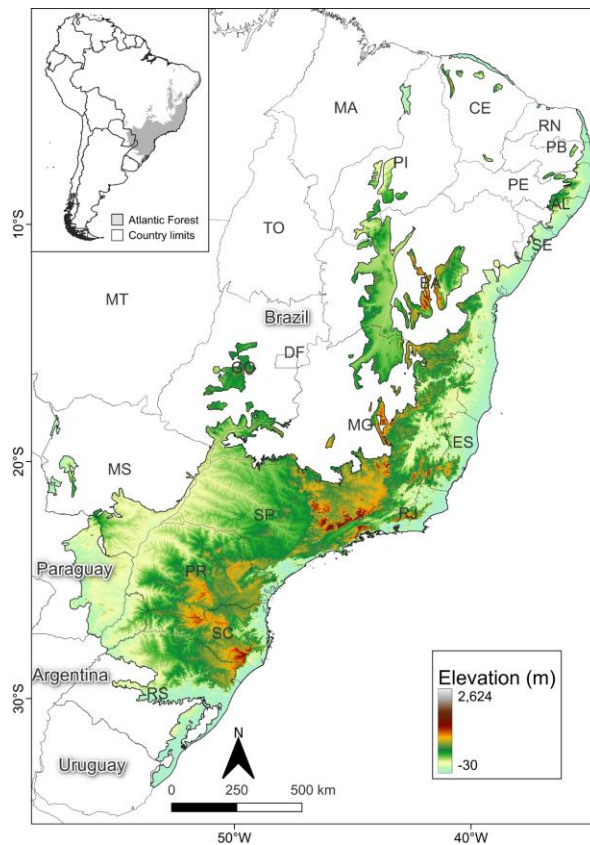 Atlantic Forest
Country limits
MA
CE
RN
PB
PI
PE
AL
SE
TO
BA
MT
Brazil
DF
GO
MG
ES
MS
SP
RJ
Paraguay
PR
SC
Argentina
RS
Uruguay
N
0
250
500 km
Elevation (m)
2,624
-30
10°S
20°S
30°S
50°W
40°W